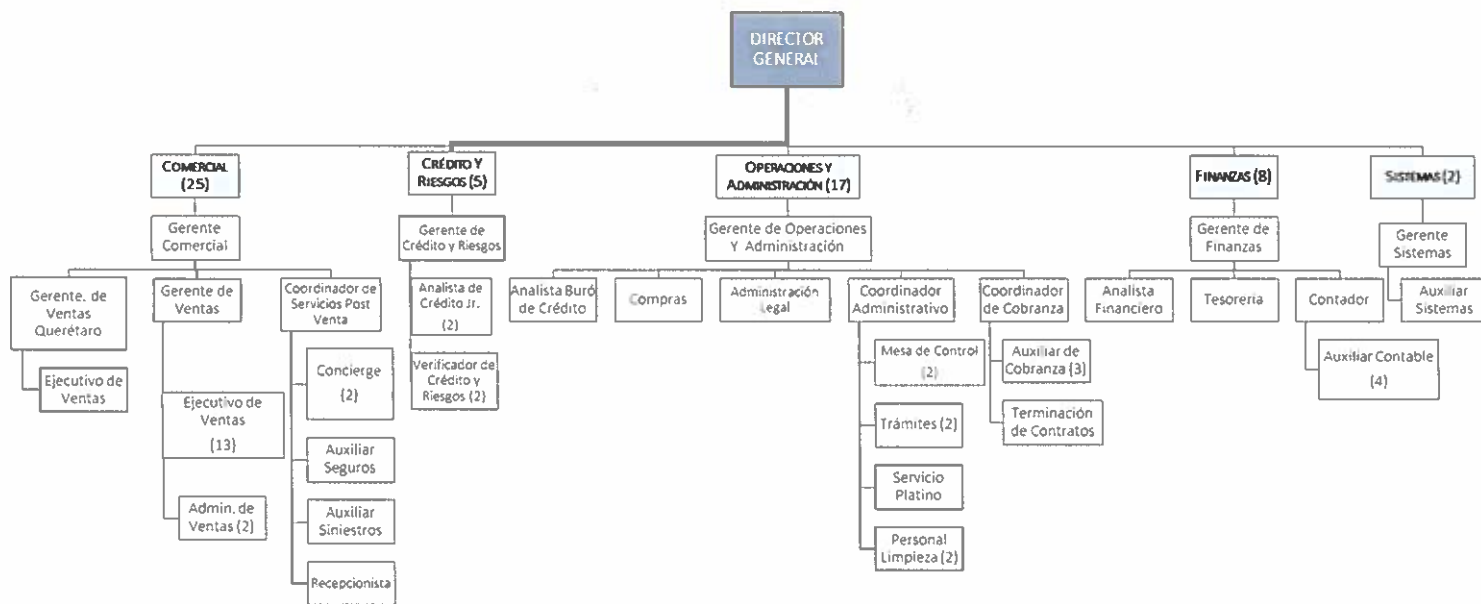 DIRECTOR
GENERAL
COMERCIAL
(25)
CRÉDITO Y
RIESGOS (5)
OPERACIONES Y
ADMINISTRACIÓN (17)
FINANZAS (8)
SISTEMAS (2)
Gerente
Comercial
Gerente de
Crédito y Riesgos
Gerente de Operaciones
Y Administración
Gerente de
Finanzas
Gerente
Sistemas
Gerente. de
Ventas
Querétaro
Gerente de
Ventas
Coordinador de
Servicios Post
Venta
Analista de
Crédito Jr.
(2)
Analista Buró
de Crédito
Compras
Administración
Legal
Coordinador
Administrativo
Coordinador
de Cobranza
Analista
Financiero
Tesorería
Contador
Auxiliar
Sistemas
Ejecutivo de
Ventas
Ejecutivo de
Ventas
(13)
Admin. de
Ventas (2)
Concierge
(2)
Auxiliar
Seguros
Auxiliar
Siniestros
Recepcionista
Verificador de
Crédito y
Riesgos (2)
Mesa de Control
(2)
Trámites (2)
Servicio
Platino
Personal
Limpieza (2)
Auxiliar de
Cobranza (3)
Terminación
de Contratos
Auxiliar Contable
(4)